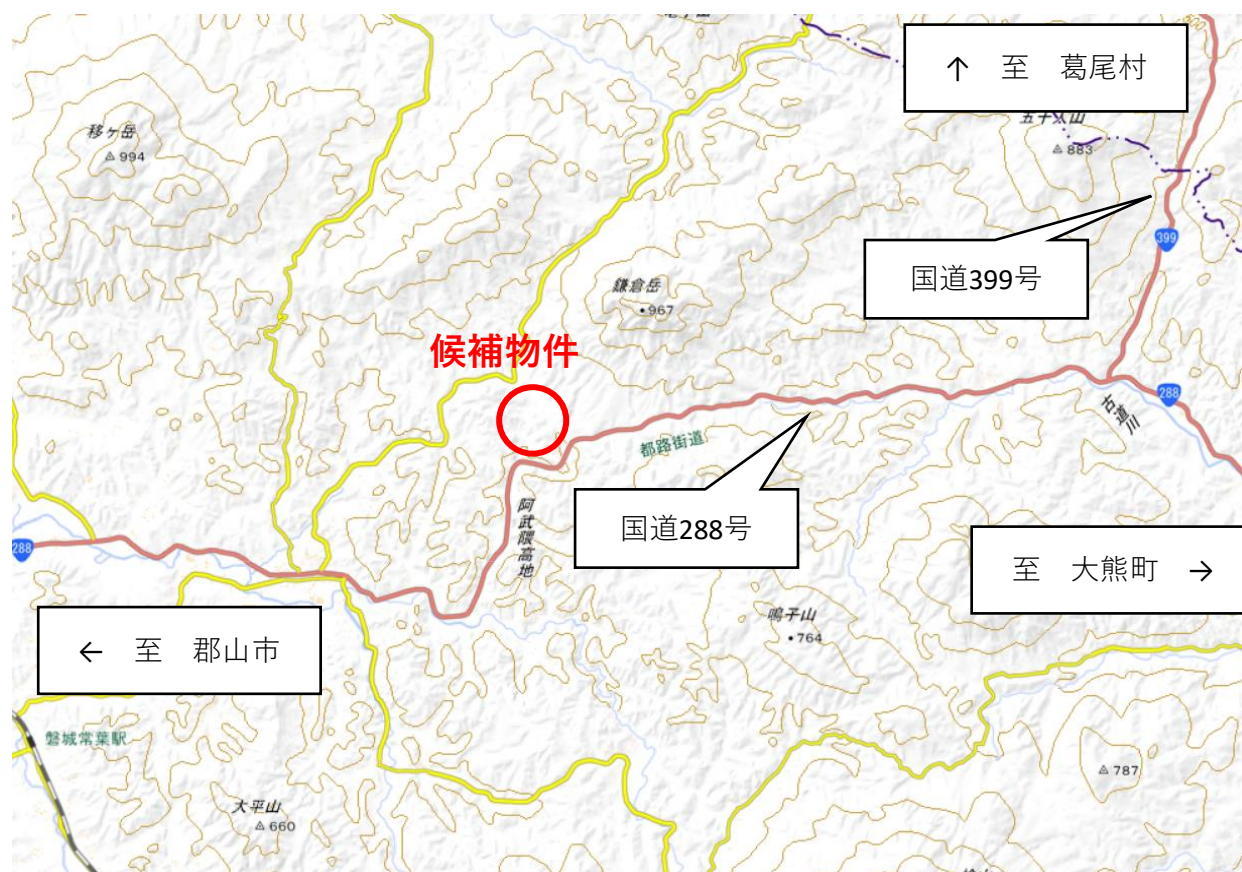 ↑ 至 葛尾村
移ヶ岳
994
五十人山
883
399
国道399号
鎌倉岳
967
候補物件
288
古道川
都路街道
国道288号
阿武隈高地
288
至 大熊町 →
鳴子山
764
← 至 郡山市
磐城常葉駅
787
大平山
660